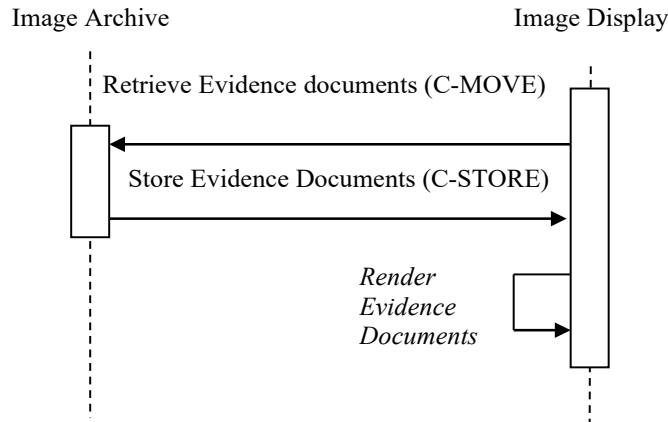 Image Archive
Image Display
Retrieve Evidence documents (C-MOVE)
Store Evidence Documents (C-STORE)
Render
Evidence
Documents